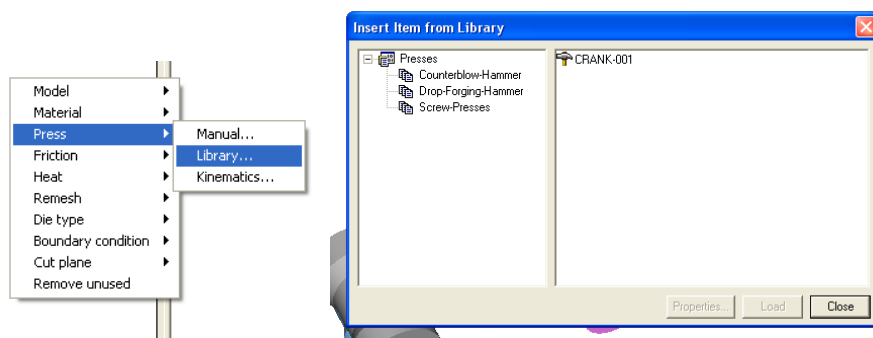 Model
Material
Press
Friction
Heat
Remesh
Die type
Boundary condition
Cut plane
Remove unused
Manual...
Library...
Kinematics...
Insert Item from Library
Presses
Counterblow-Hammer
Drop-Forging-Hammer
Screw-Presses
CRANK-001
Properties...
Load
Close